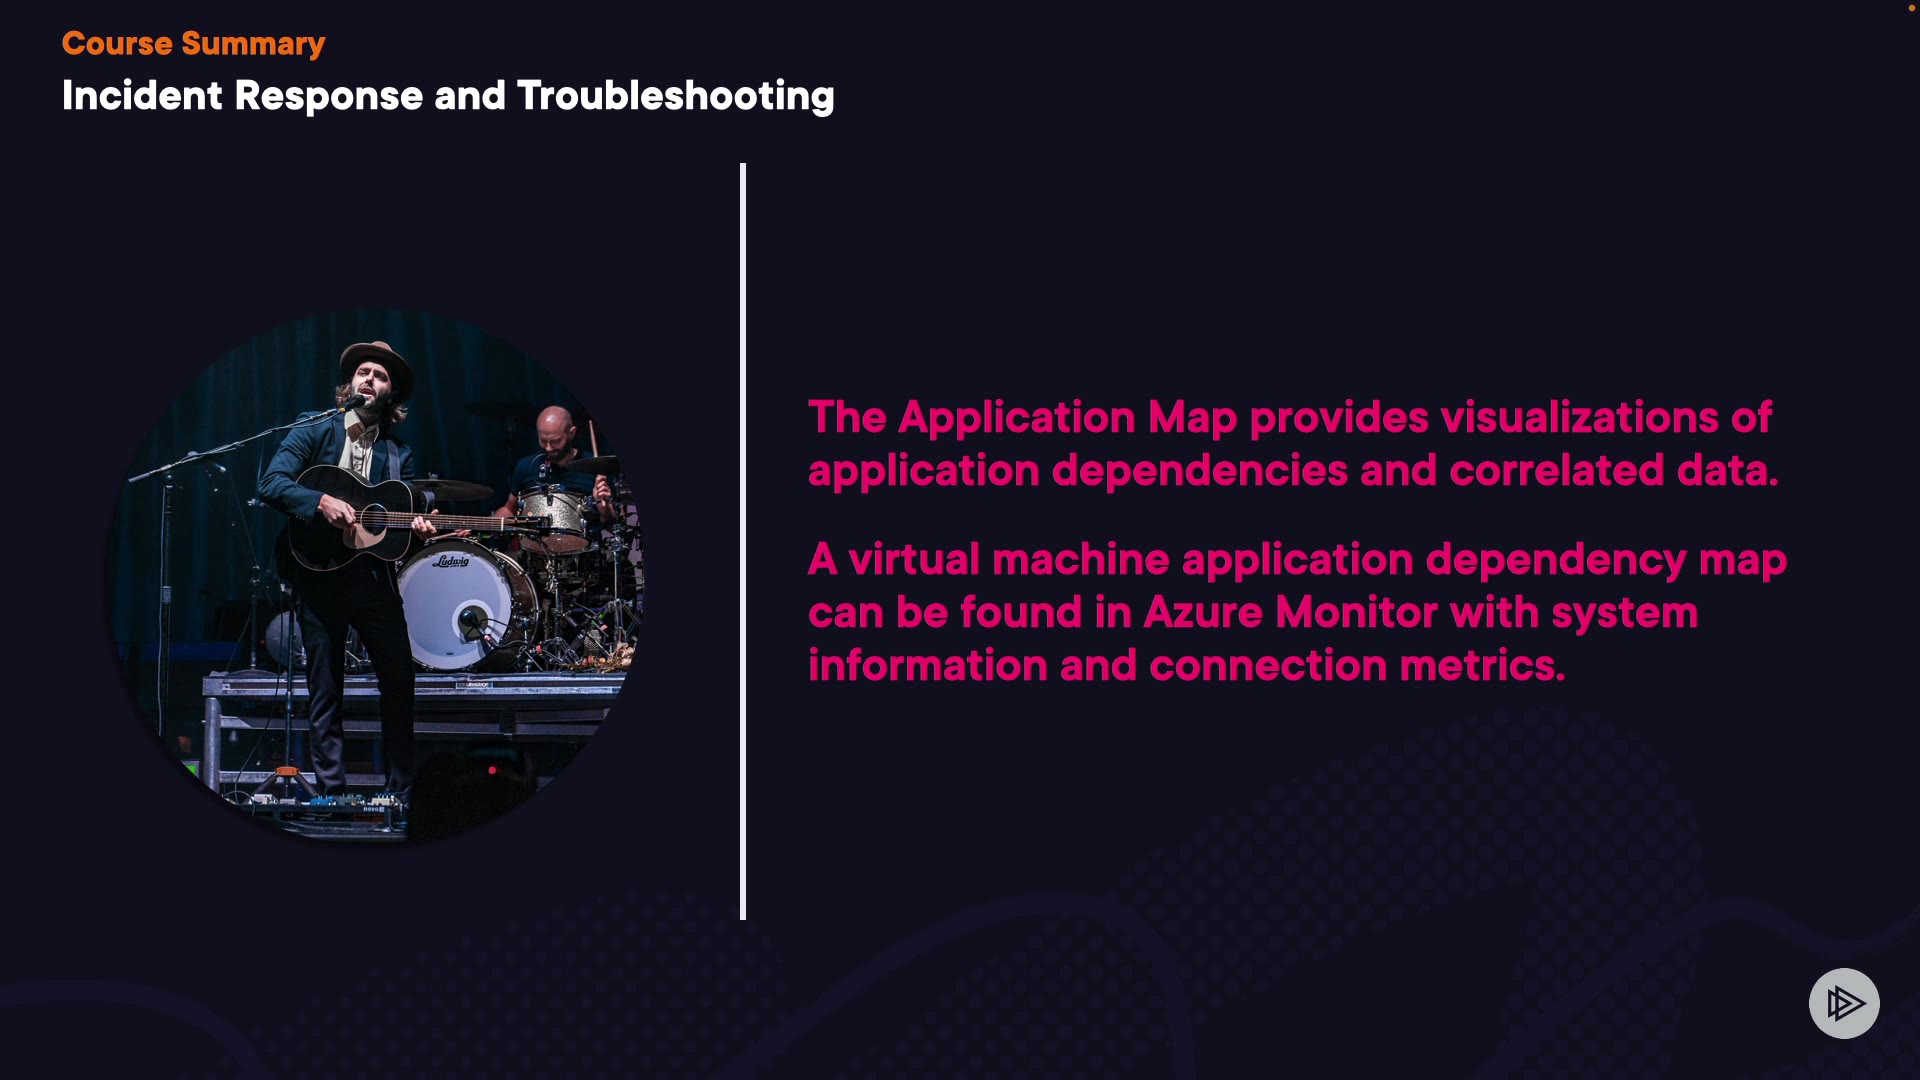 Course Summary
Incident Response and Troubleshooting
The Application Map provides visualizations of
application dependencies and correlated data.
A virtual machine application dependency map
can be found in Azure Monitor with system
information and connection metrics.
Ludwig